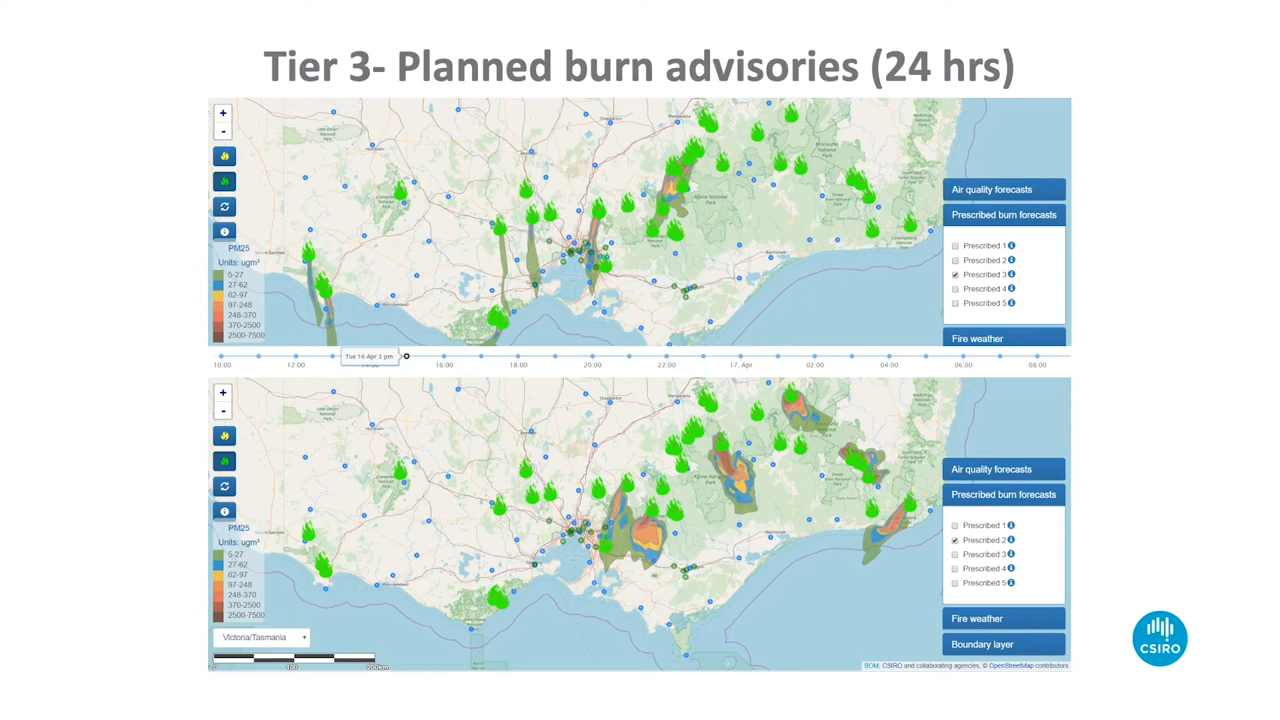 Tier 3- Planned burn advisories (24 hrs)
+
-
PM25
Units: ugm³
5-27
27-62
62-97
97-248
248-370
370-2500
2500-7500
Air quality forecasts
Prescribed burn forecasts
Prescribed 1
Prescribed 2
Prescribed 3
Prescribed 4
Prescribed 5
Fire weather
Tue 16 Apr 3 pm
10:00 12:00 16:00 18:00 20:00 22:00 17. Apr 02:00 04:00 06:00 08:00
+
-
PM25
Units: ugm³
5-27
27-62
62-97
97-248
248-370
370-2500
2500-7500
Victoria/Tasmania
100 200km
Air quality forecasts
Prescribed burn forecasts
Prescribed 1
Prescribed 2
Prescribed 3
Prescribed 4
Prescribed 5
Fire weather
Boundary layer
BOM, CSIRO and collaborating agencies, © OpenStreetMap contributors
CSIRO